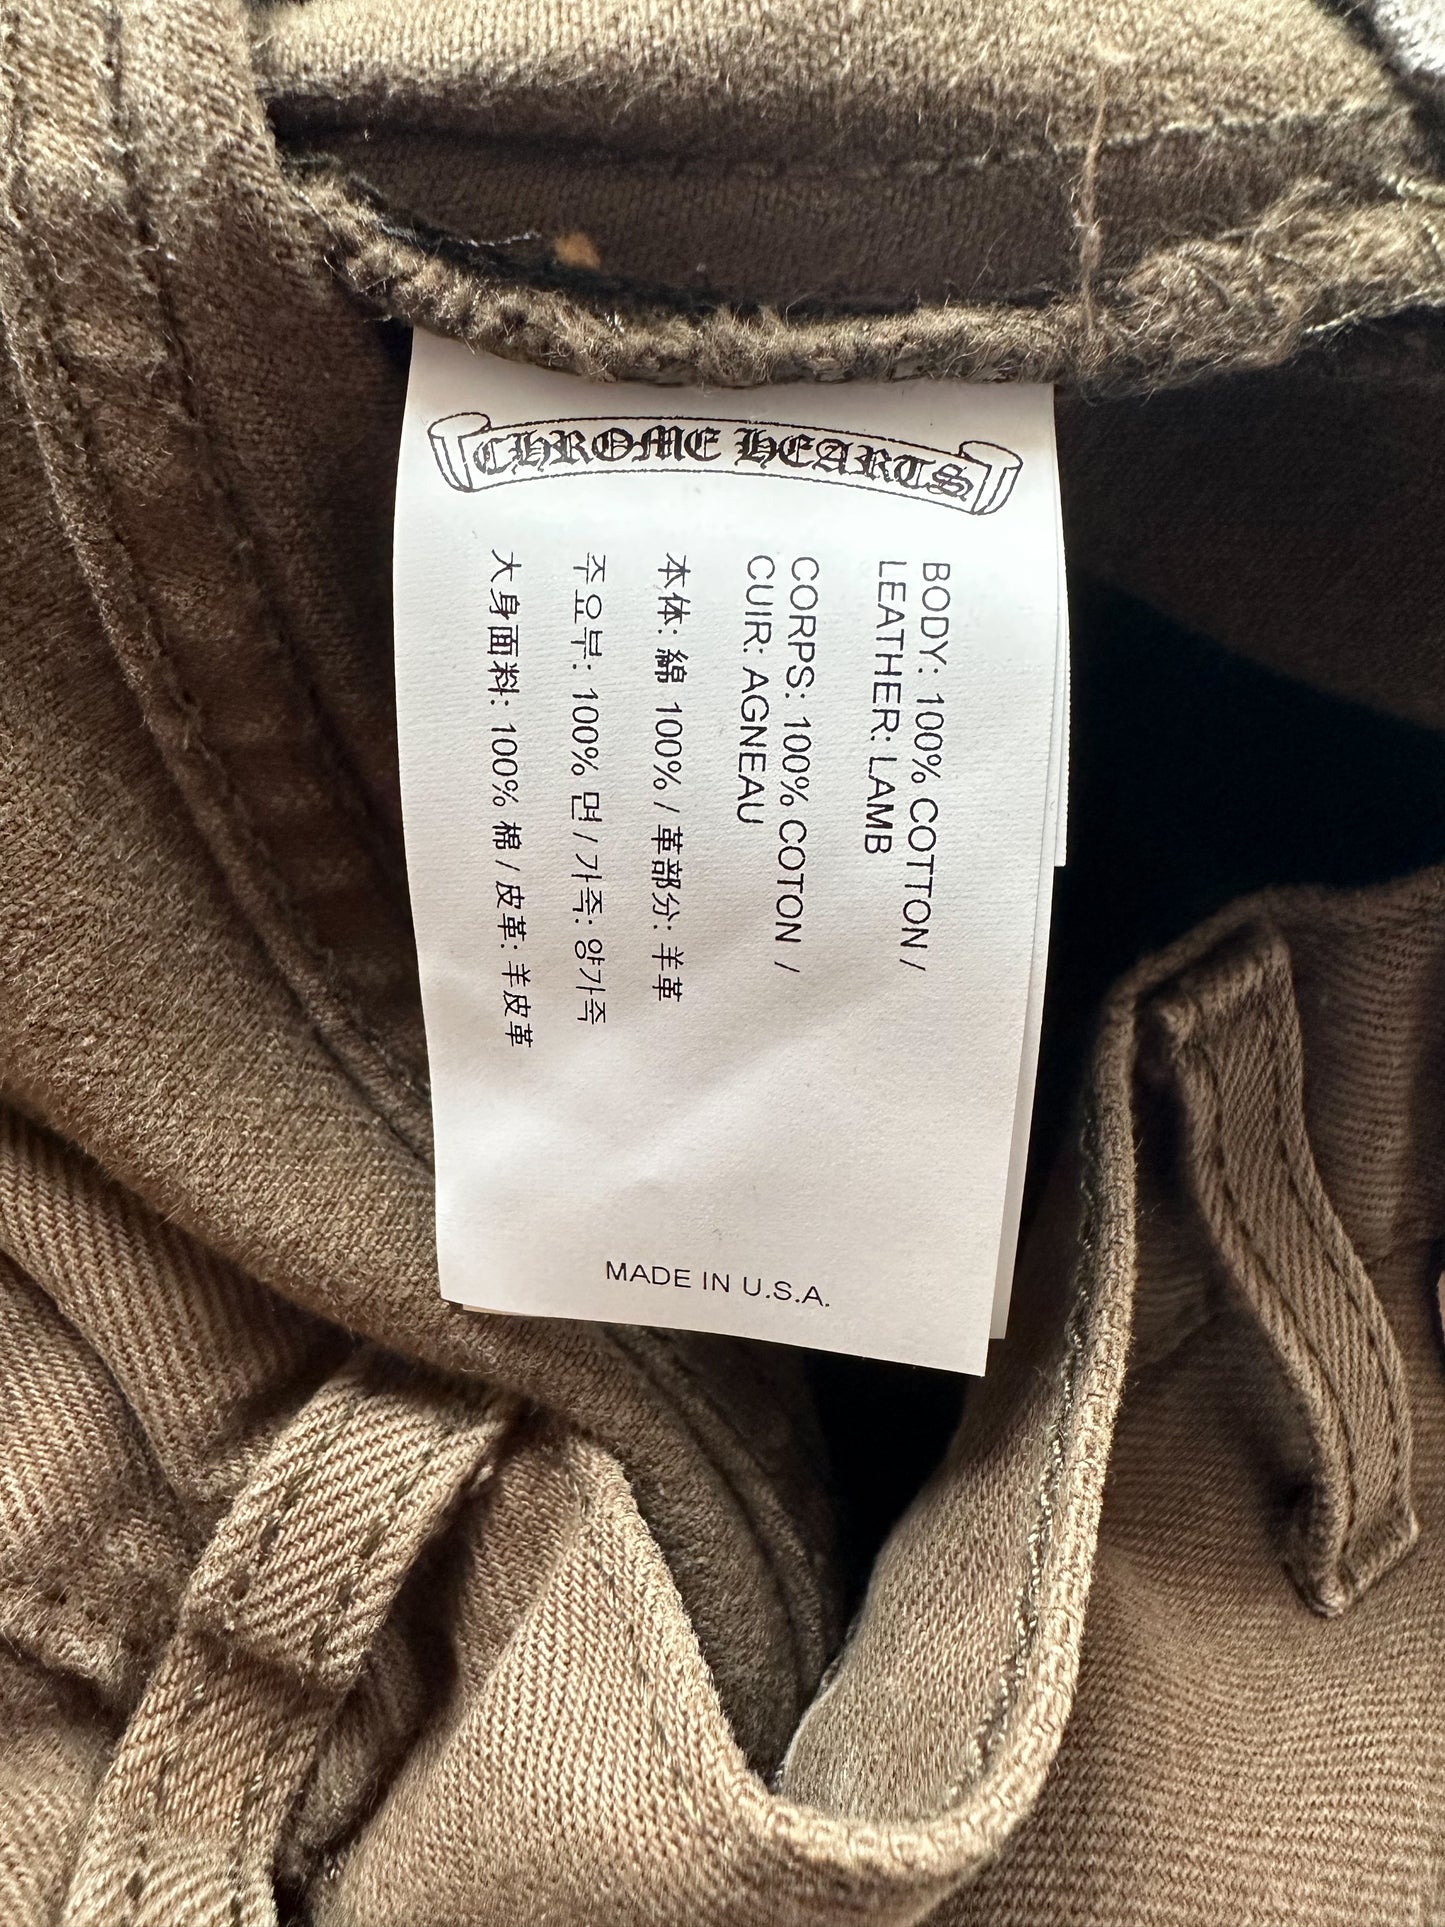 CHROME HEARTS
BODY: 100% COTTON /
LEATHER: LAMB
CORPS: 100% COTON /
CUIR: AGNEAU
本体: 綿 100% / 革部分: 羊革
주요부: 100% 면 / 가죽: 양가죽
大身面料: 100% 棉 / 皮革: 羊皮革
MADE IN U.S.A.